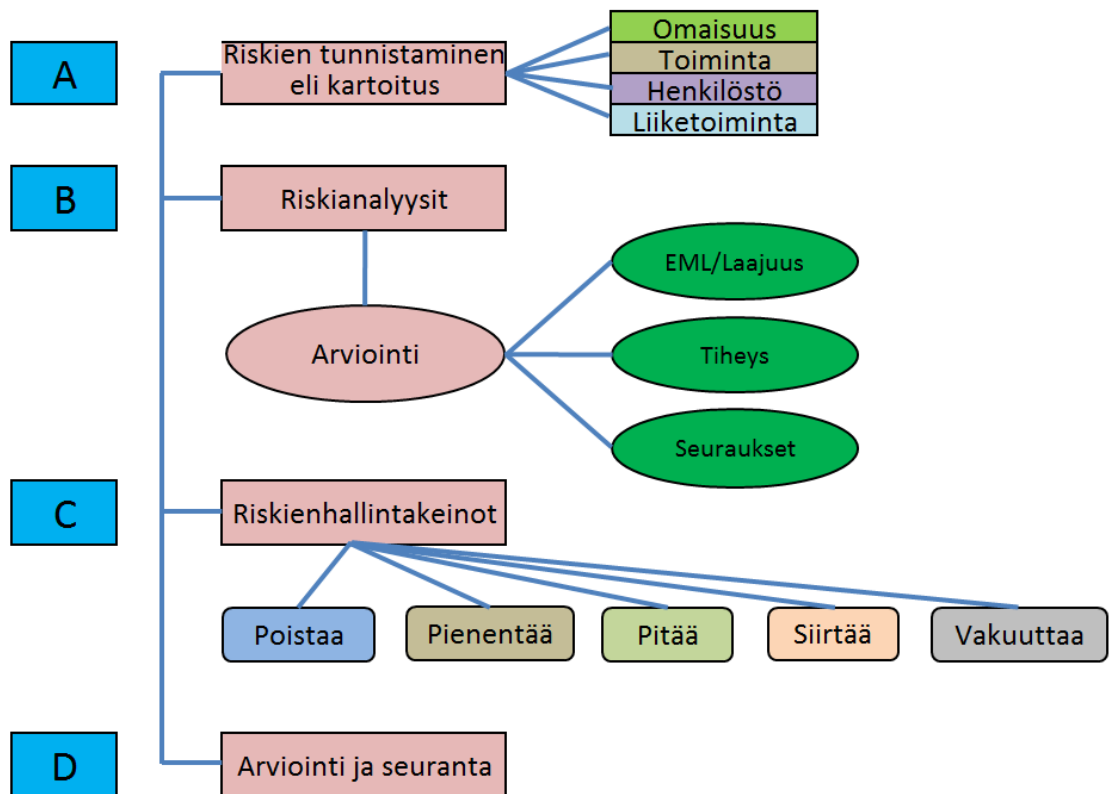 A
Riskien tunnistaminen
eli kartoitus
Omaisuus
Toiminta
Henkilöstö
Liiketoiminta
B
Riskianalyysit
Arviointi
EML/Laajuus
Tiheys
Seuraukset
C
Riskienhallintakeinot
Poistaa
Pienentää
Pitää
Siirtää
Vakuuttaa
D
Arviointi ja seuranta